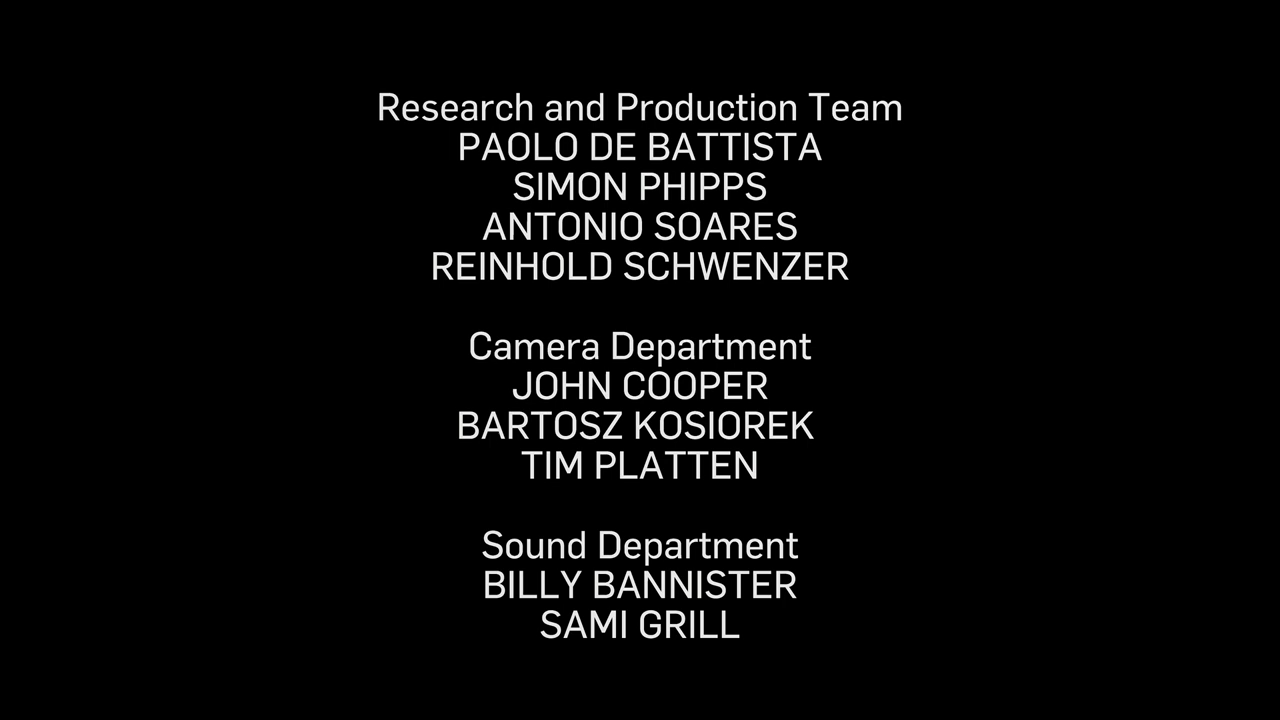 Research and Production Team
PAOLO DE BATTISTA
SIMON PHIPPS
ANTONIO SOARES
REINHOLD SCHWENZER
Camera Department
JOHN COOPER
BARTOSZ KOSIOREK
TIM PLATTEN
Sound Department
BILLY BANNISTER
SAMI GRILL